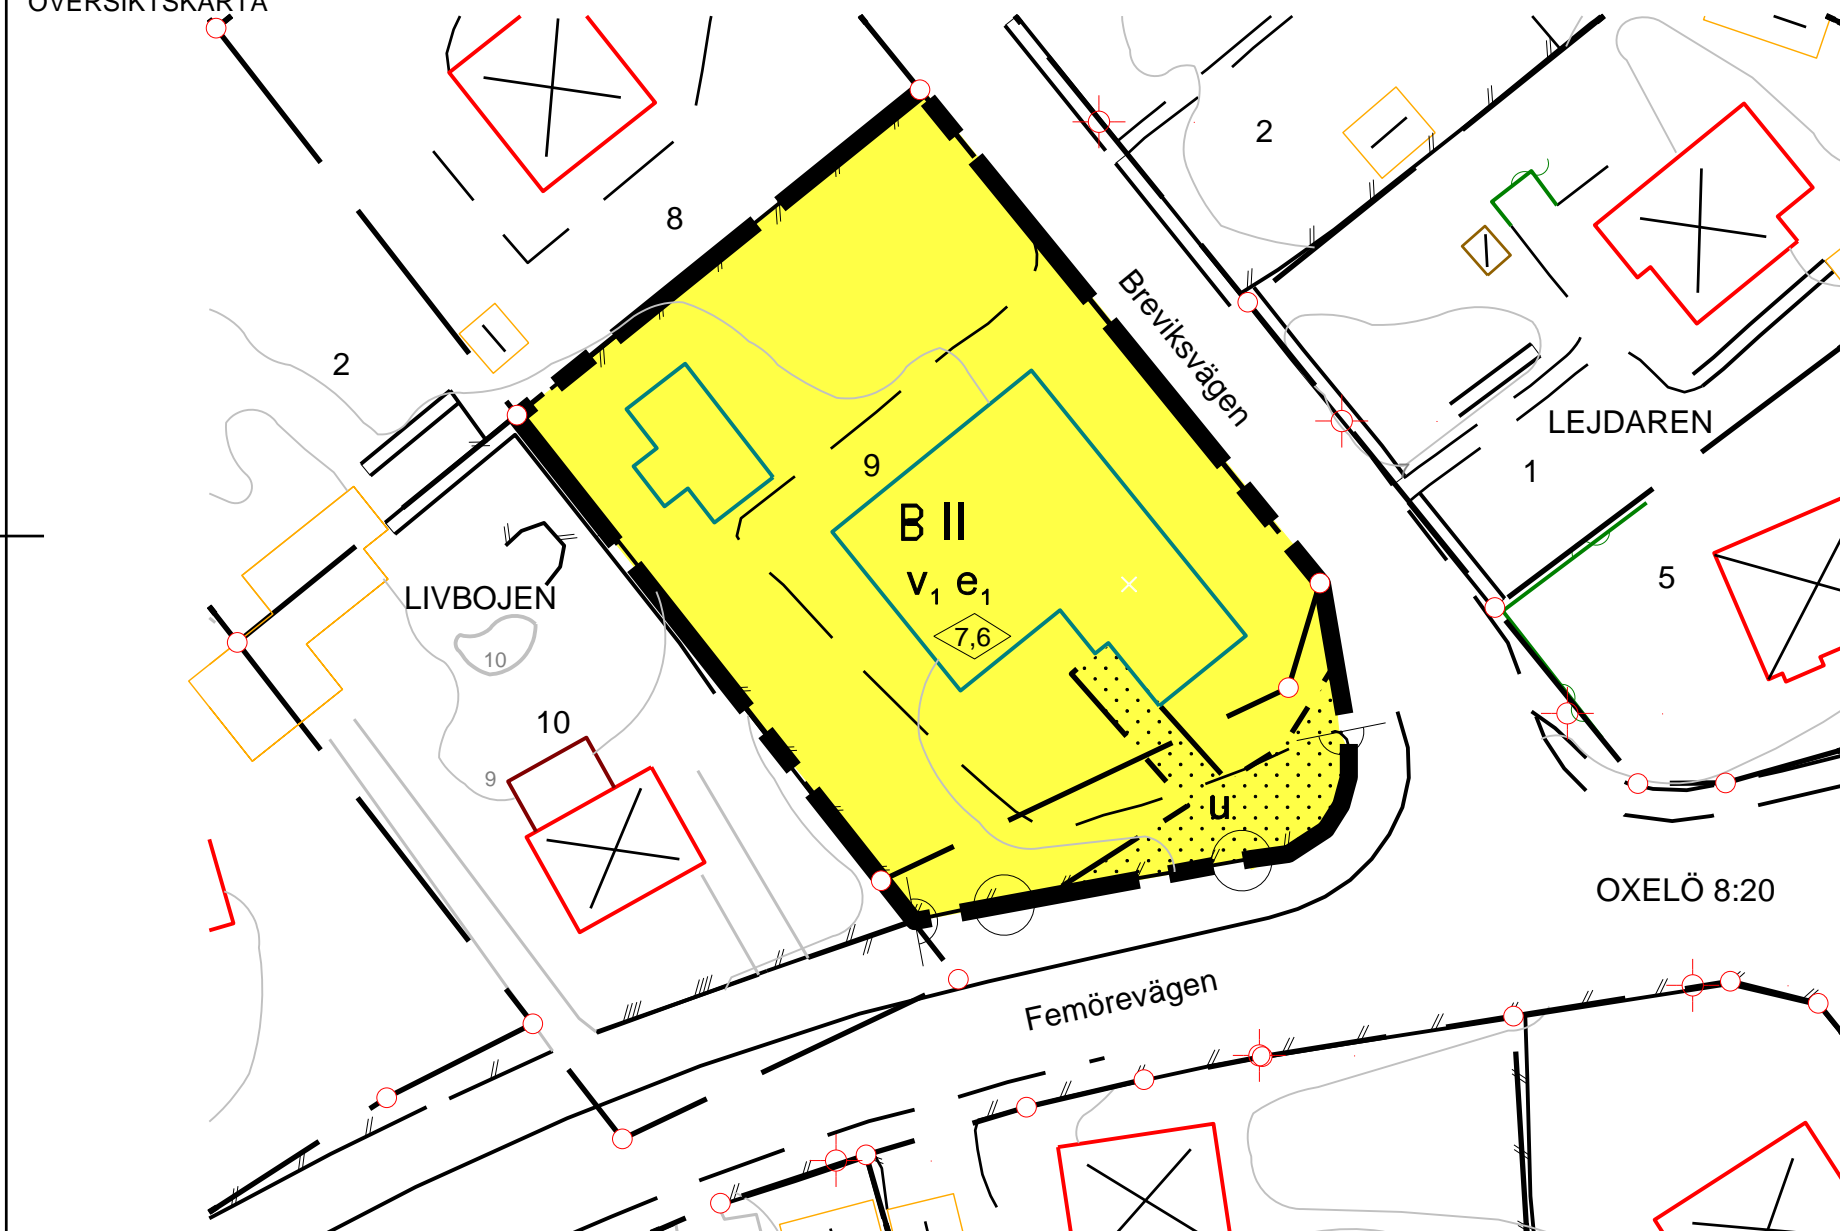 ÖVERSIKTSKARTA
2
8
Breviksvägen
2
LEJDAREN
9
1
B II
v₁ e₁
7,6
5
LIVBOJEN
10
10
9
u
OXELÖ 8:20
Femörevägen